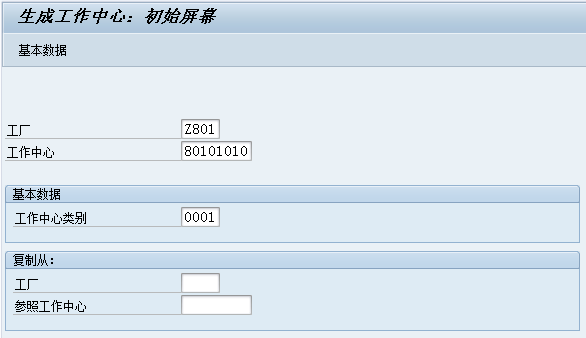 生成工作中心：初始屏幕
基本数据
工厂 Z801
工作中心 80101010
基本数据
工作中心类别 0001
复制从：
工厂
参照工作中心